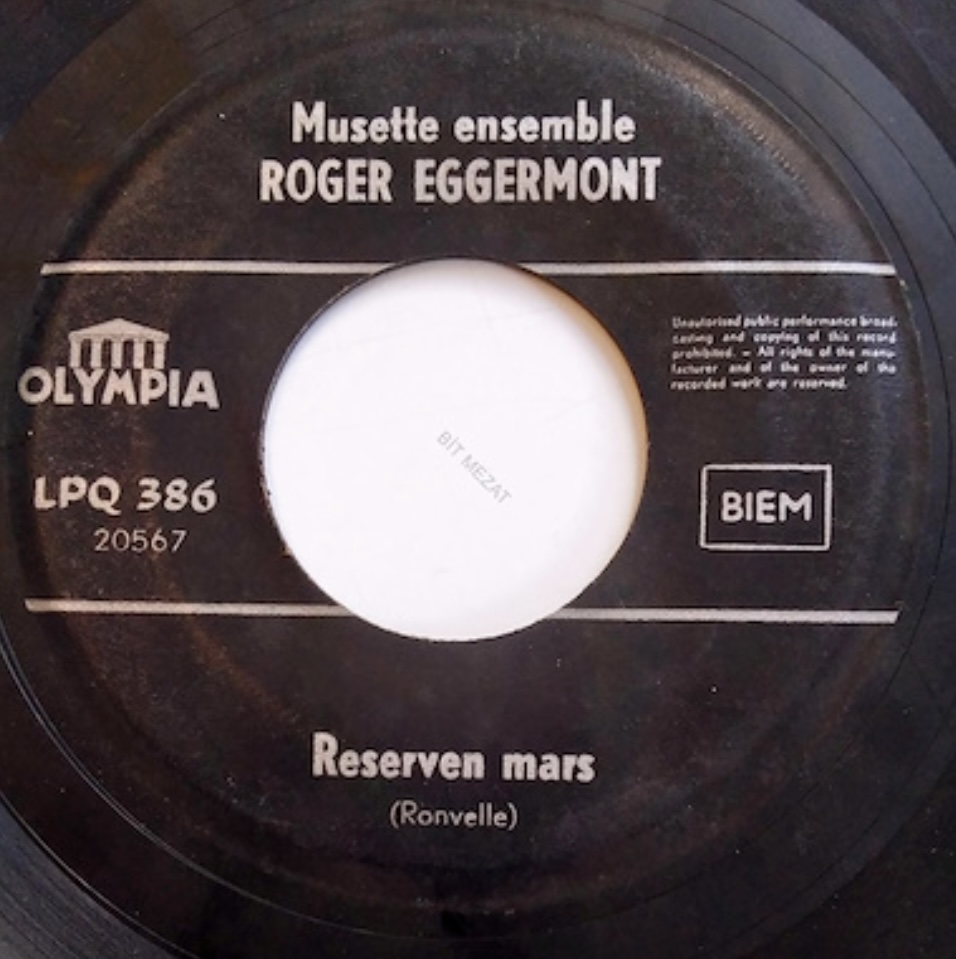 Musette ensemble
ROGER EGGERMONT
Unautorised public performance broad-
casting and copying of this record
prohibited. – All rights of the manu-
facturer and of the owner of the
recorded work are reserved.
OLYMPIA
LPQ 386
20567
BIEM
BİT MEZAT
Reserven mars
(Ronvelle)